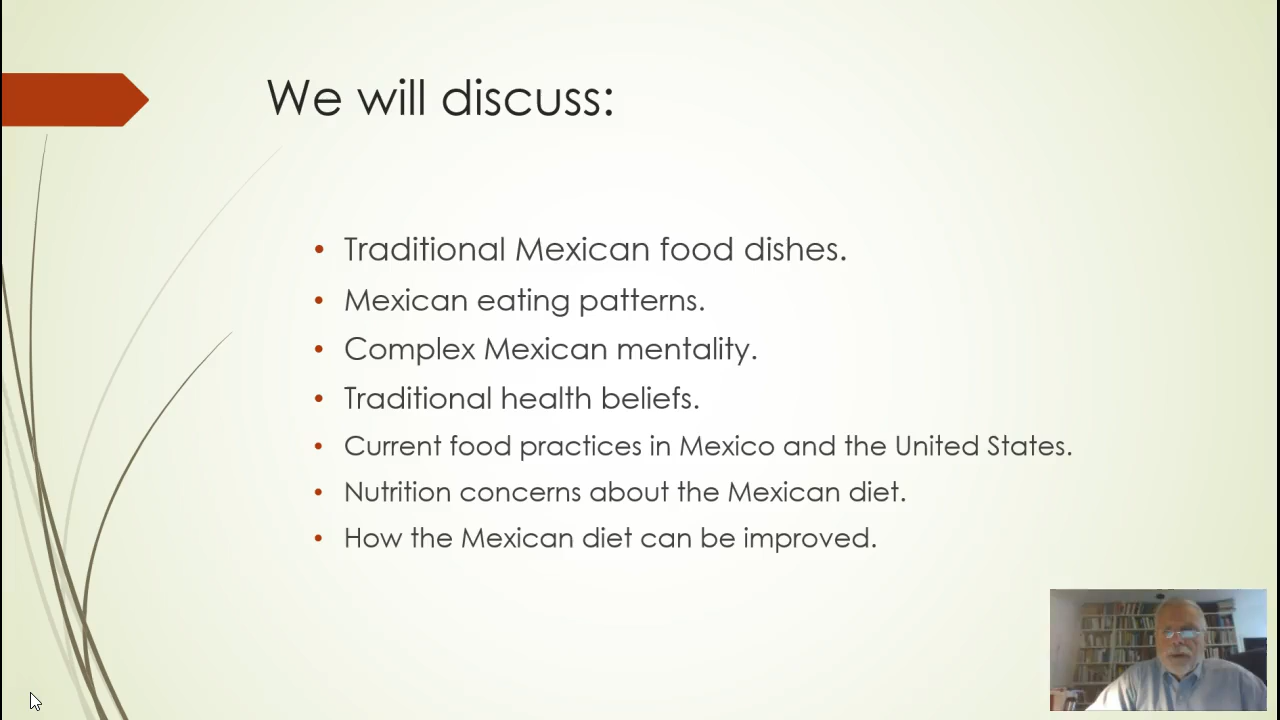 We will discuss:
• Traditional Mexican food dishes.
• Mexican eating patterns.
• Complex Mexican mentality.
• Traditional health beliefs.
• Current food practices in Mexico and the United States.
• Nutrition concerns about the Mexican diet.
• How the Mexican diet can be improved.